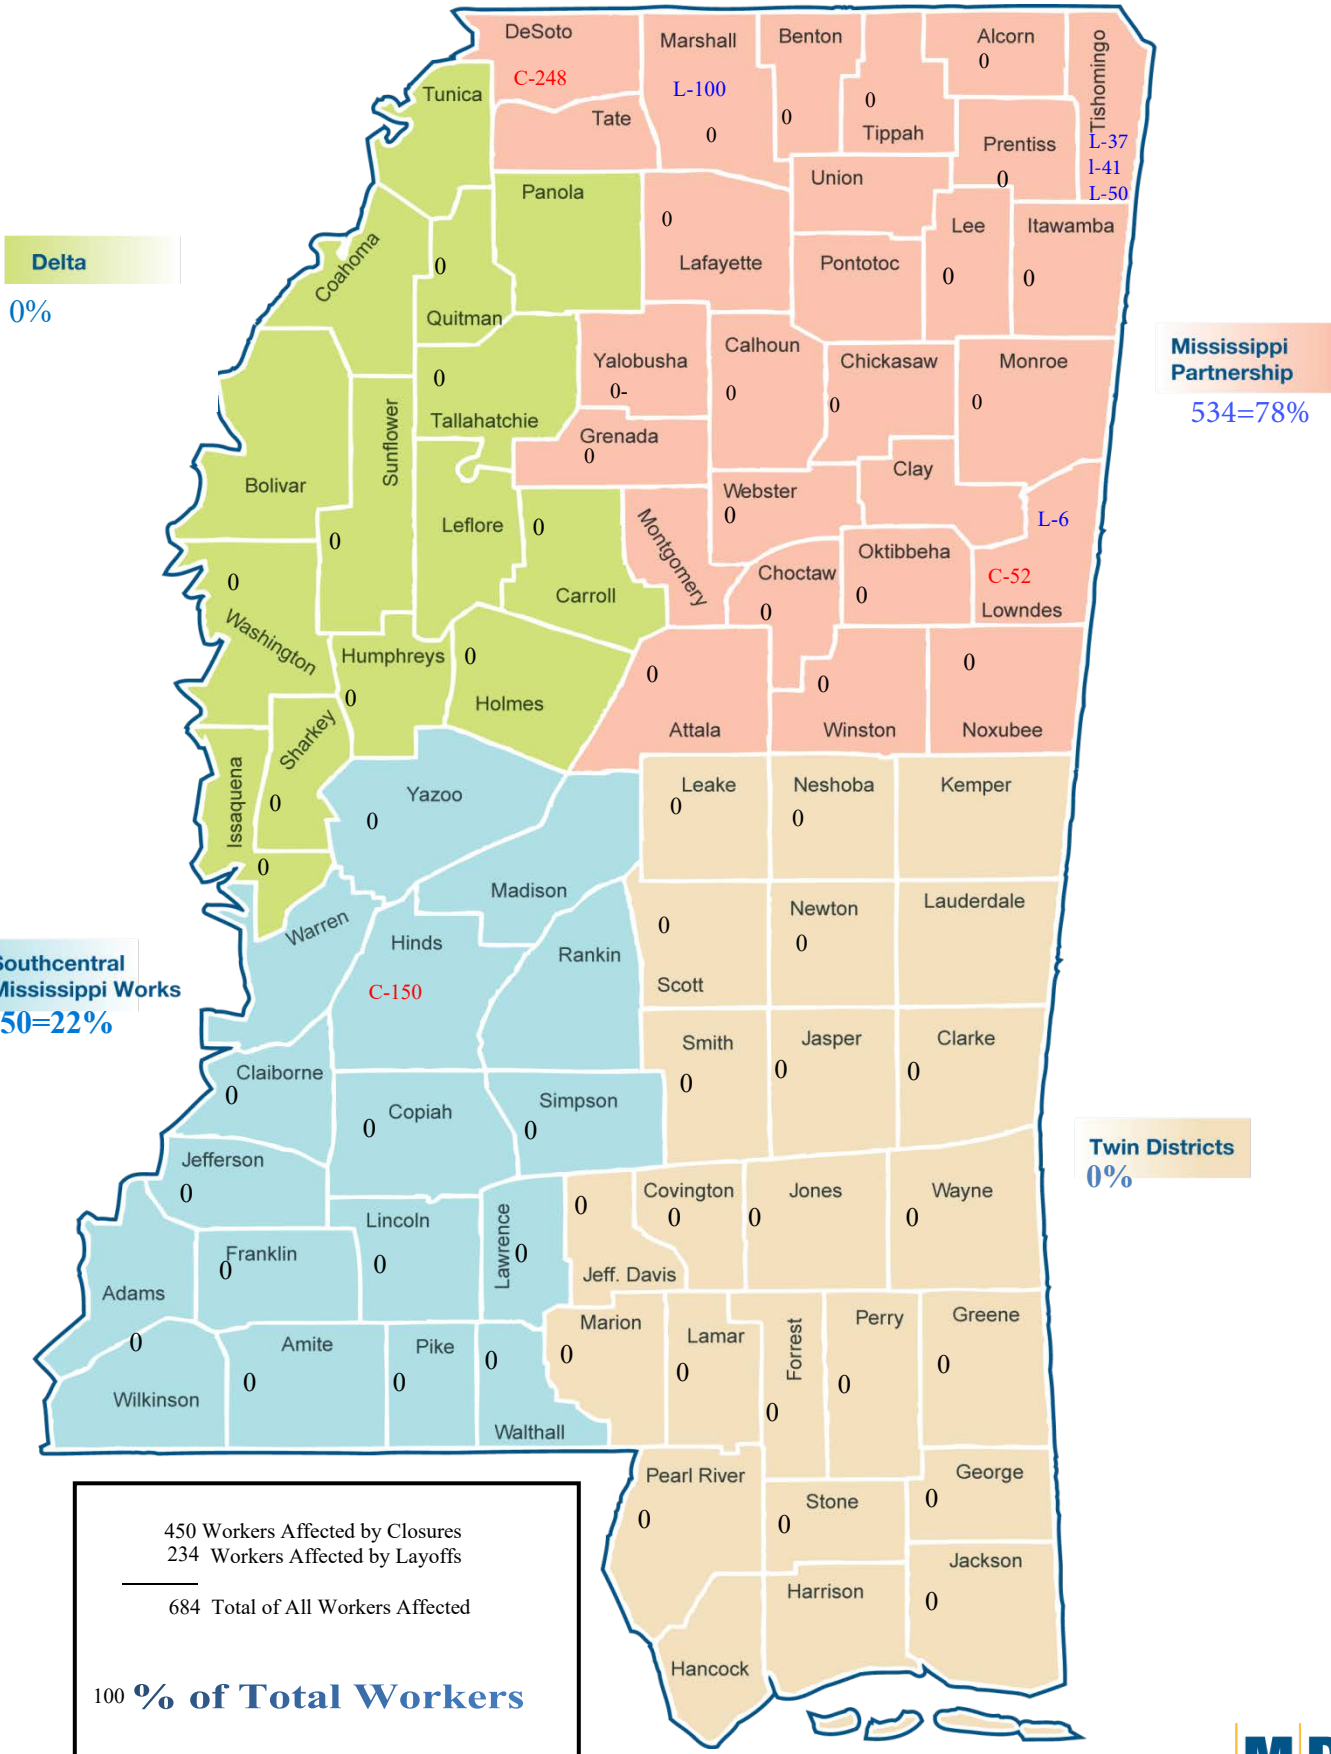 DeSoto
C-248
Marshall
L-100
0
Benton
0
0
Tippah
Alcorn
0
Tishomingo
L-37
l-41
L-50
Tunica
Tate
Prentiss
0
Panola
Union
0
Lafayette
Pontotoc
Lee
0
Itawamba
0
Delta
0%
Coahoma
0
Quitman
0
Tallahatchie
Yalobusha
0-
Calhoun
0
Chickasaw
0
Monroe
0
Mississippi
Partnership
534=78%
Sunflower
0
Grenada
0
Bolivar
Leflore
0
Carroll
Montgomery
Webster
0
Clay
L-6
C-52
Lowndes
Oktibbeha
0
Choctaw
0
0
Washington
Humphreys
0
0
Holmes
0
Attala
0
Winston
0
Noxubee
Sharkey
0
Issaquena
0
Yazoo
0
Leake
0
Neshoba
0
Kemper
Madison
Warren
Hinds
C-150
Rankin
0
Scott
Newton
0
Lauderdale
Southcentral
Mississippi Works
50=22%
Smith
0
Jasper
0
Clarke
0
Claiborne
0
Copiah
0
Simpson
0
Twin Districts
0%
Jefferson
0
Lincoln
0
Lawrence
0
0
Jeff. Davis
Covington
0
Jones
0
Wayne
0
Franklin
0
Adams
0
Wilkinson
Amite
0
Pike
0
0
Walthall
Marion
0
Lamar
0
Forrest
0
Perry
0
Greene
0
Pearl River
0
Stone
0
George
0
Harrison
Jackson
0
Hancock
450 Workers Affected by Closures
234 Workers Affected by Layoffs
684 Total of All Workers Affected
100 % of Total Workers